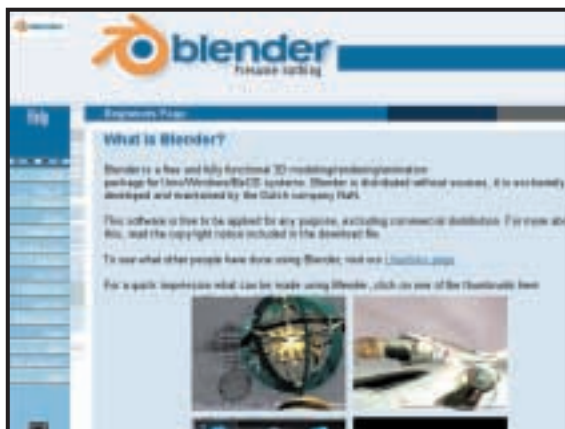 blender
Help
Beginners Page
What is Blender?
Blender is a free and fully functional 3D modeling/rendering/animation
package for Unix/Windows/BeOS systems. Blender is distributed without sources, it is exclusively
developed and maintained by the Dutch company NaN.
This software is free to be applied for any purpose, excluding commercial distribution. For more abo
this, read the copyright notice included in the download file.
To see what other people have done using Blender, visit our
For a quick impression what can be made using Blender, click on one of the thumbnails here